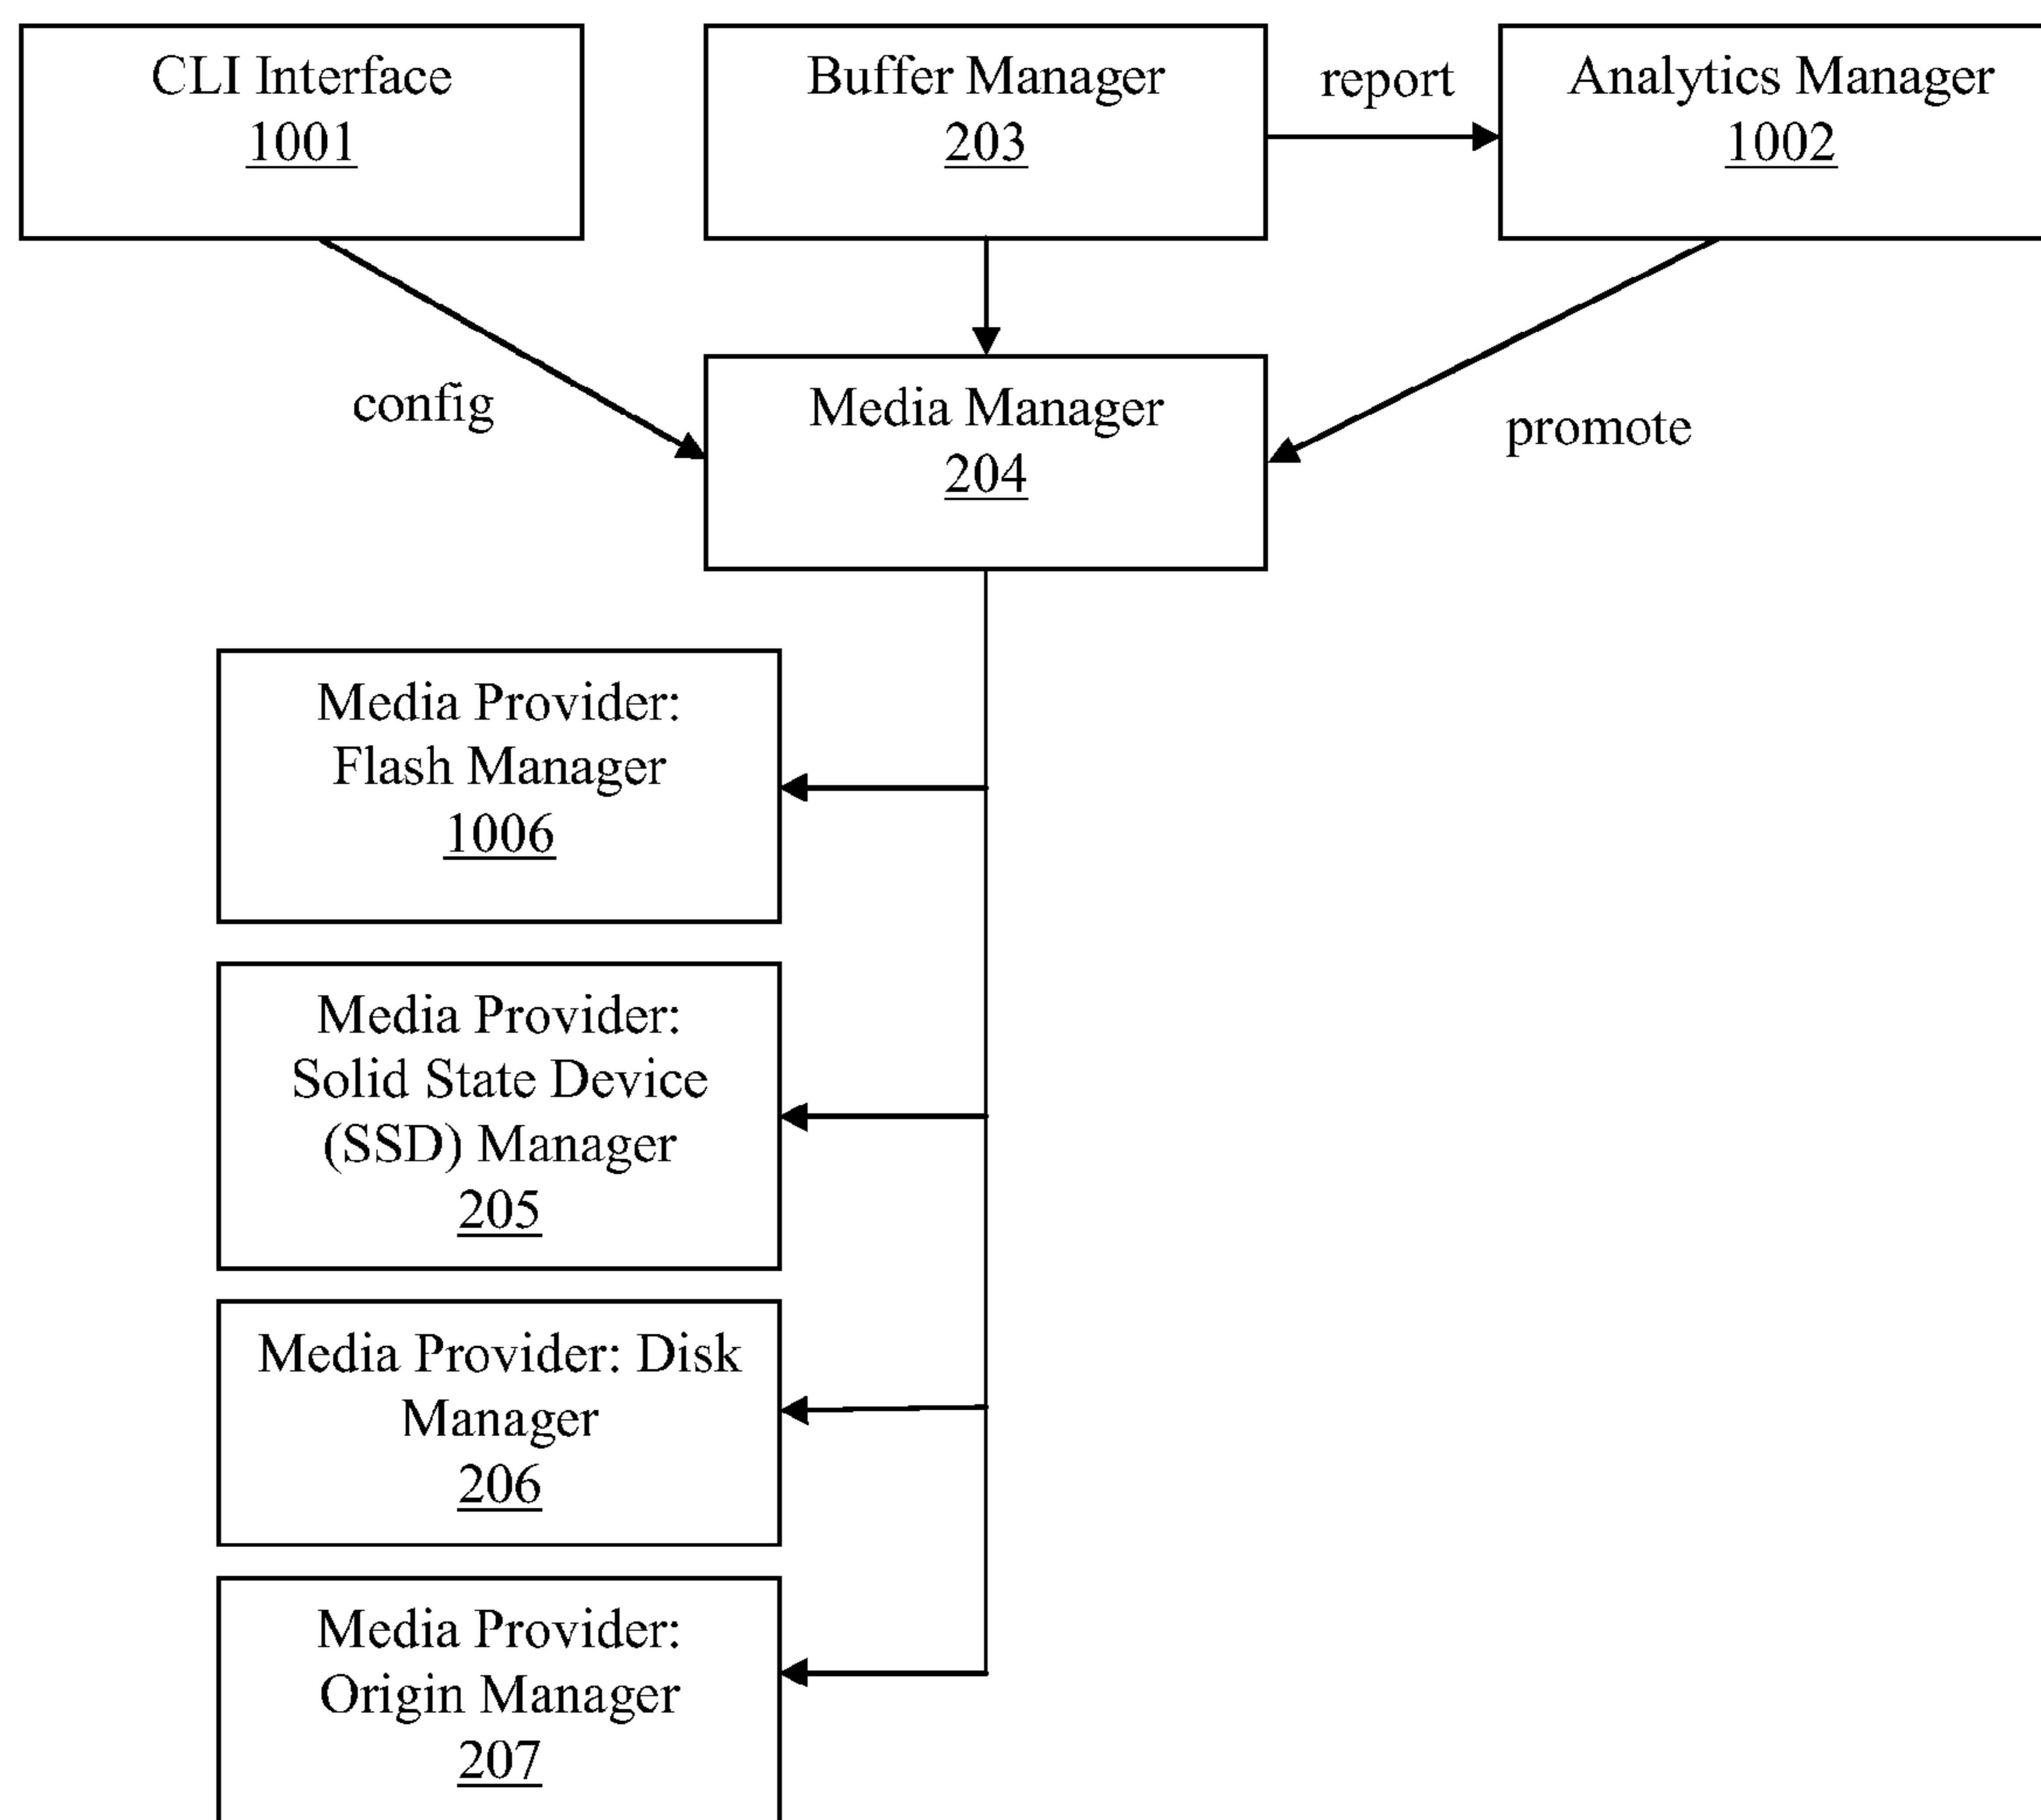 CLI Interface
1001
Buffer Manager
203
report
Analytics Manager
1002
config
Media Manager
204
promote
Media Provider:
Flash Manager
1006
Media Provider:
Solid State Device
(SSD) Manager
205
Media Provider: Disk
Manager
206
Media Provider:
Origin Manager
207